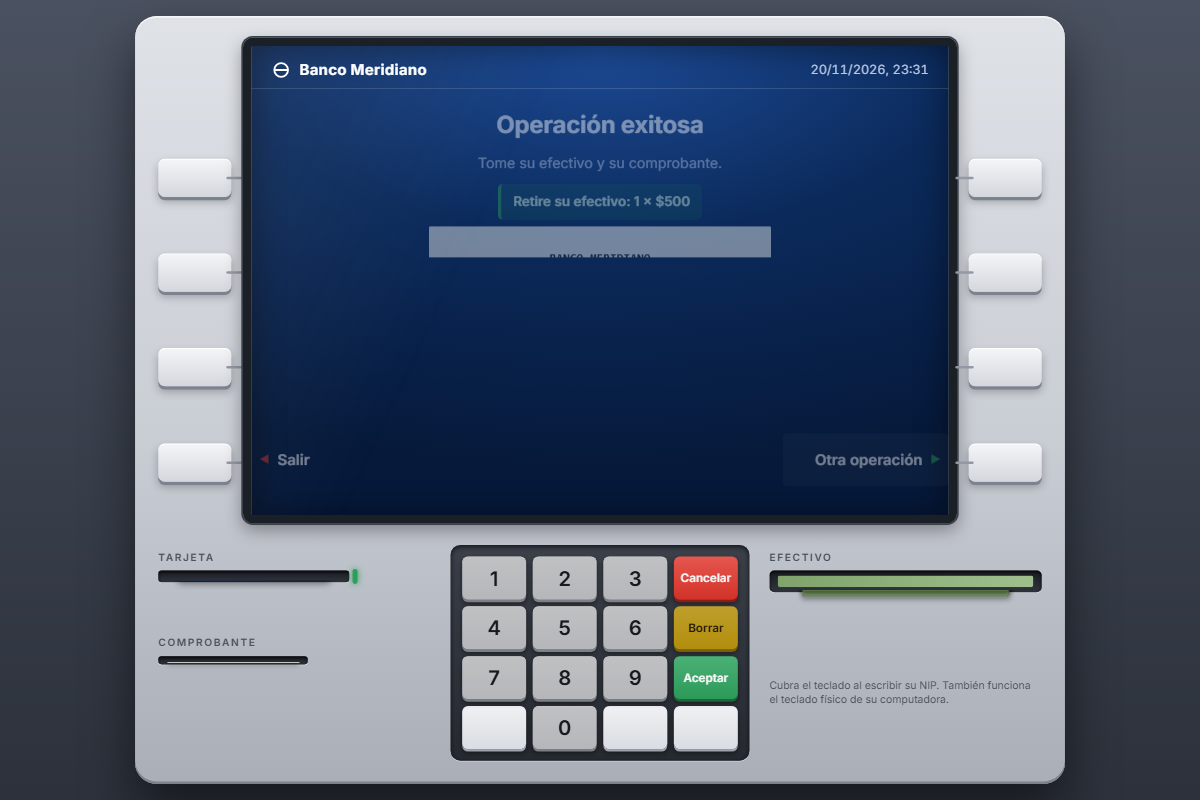 Banco Meridiano
20/11/2026, 23:31
Operación exitosa
Tome su efectivo y su comprobante.
Retire su efectivo: 1 × $500
BANCO MERIDIANO
Salir
Otra operación
TARJETA
COMPROBANTE
1 2 3 Cancelar
4 5 6 Borrar
7 8 9 Aceptar
0
EFECTIVO
Cubra el teclado al escribir su NIP. También funciona
el teclado físico de su computadora.